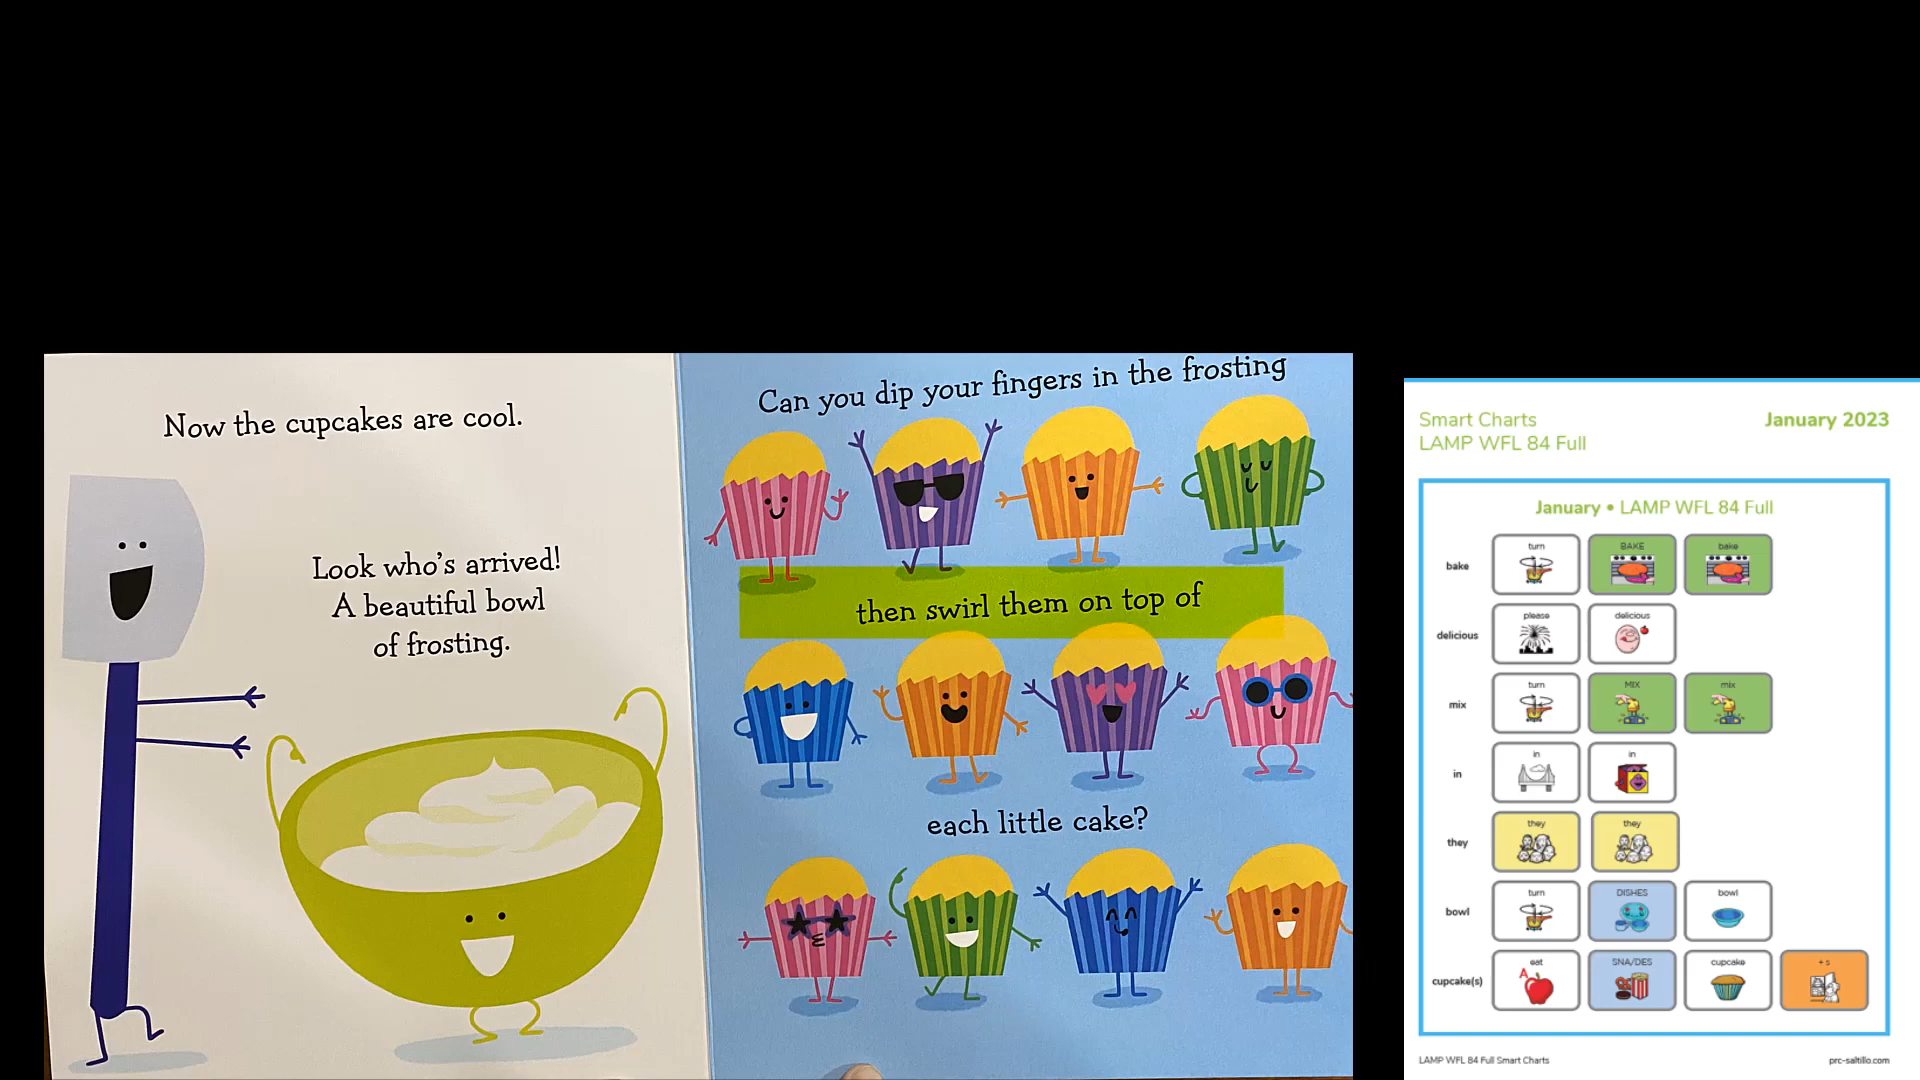 Now the cupcakes are cool.
Look who's arrived!
A beautiful bowl
of frosting.
Can you dip your fingers in the frosting
then swirl them on top of
each little cake?
Smart Charts
LAMP WFL 84 Full
January 2023
January • LAMP WFL 84 Full
bake
turn
BAKE
bake
delicious
please
delicious
mix
turn
MIX
mix
in
in
in
they
they
they
bowl
turn
DISHES
bowl
cupcake(s)
eat
A
SNA/DES
cupcake
+ s
LAMP WFL 84 Full Smart Charts
prc-saltillo.com